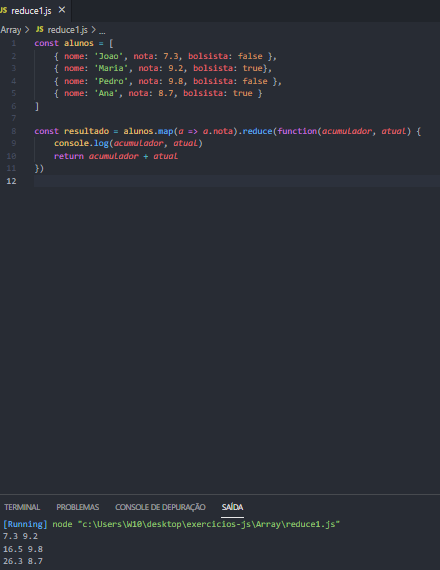 JS reduce1.js ×
Array > JS reduce1.js > ...
1 const alunos = [
2 { nome: 'Joao', nota: 7.3, bolsista: false },
3 { nome: 'Maria', nota: 9.2, bolsista: true},
4 { nome: 'Pedro', nota: 9.8, bolsista: false },
5 { nome: 'Ana', nota: 8.7, bolsista: true }
6 ]
7
8 const resultado = alunos.map(a => a.nota).reduce(function(acumulador, atual) {
9 console.log(acumulador, atual)
10 return acumulador + atual
11 })
12
TERMINAL PROBLEMAS CONSOLE DE DEPURAÇÃO SAÍDA
[Running] node "c:\Users\W10\desktop\exercicios-js\Array\reduce1.js"
7.3 9.2
16.5 9.8
26.3 8.7